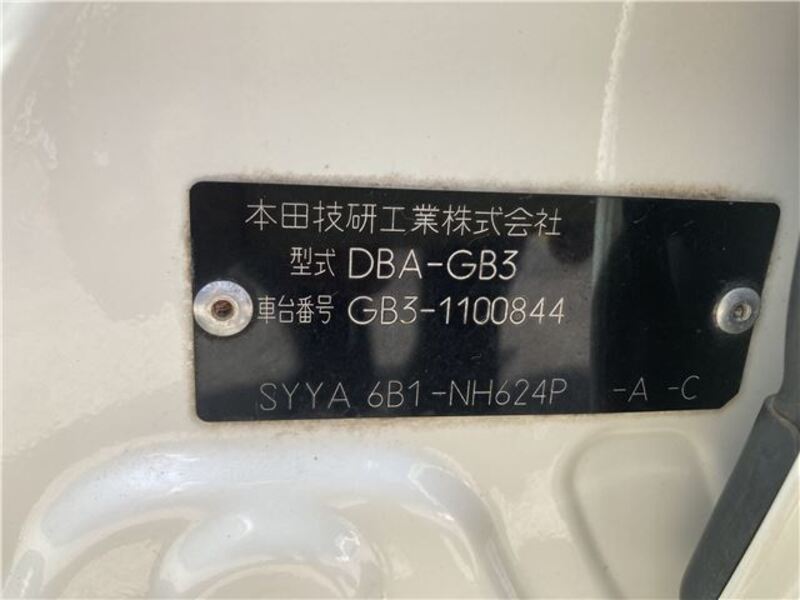 本田技研工業株式会社
型式 DBA-GB3
車台番号 GB3-1100844
SYYA 6B1-NH624P -A -C